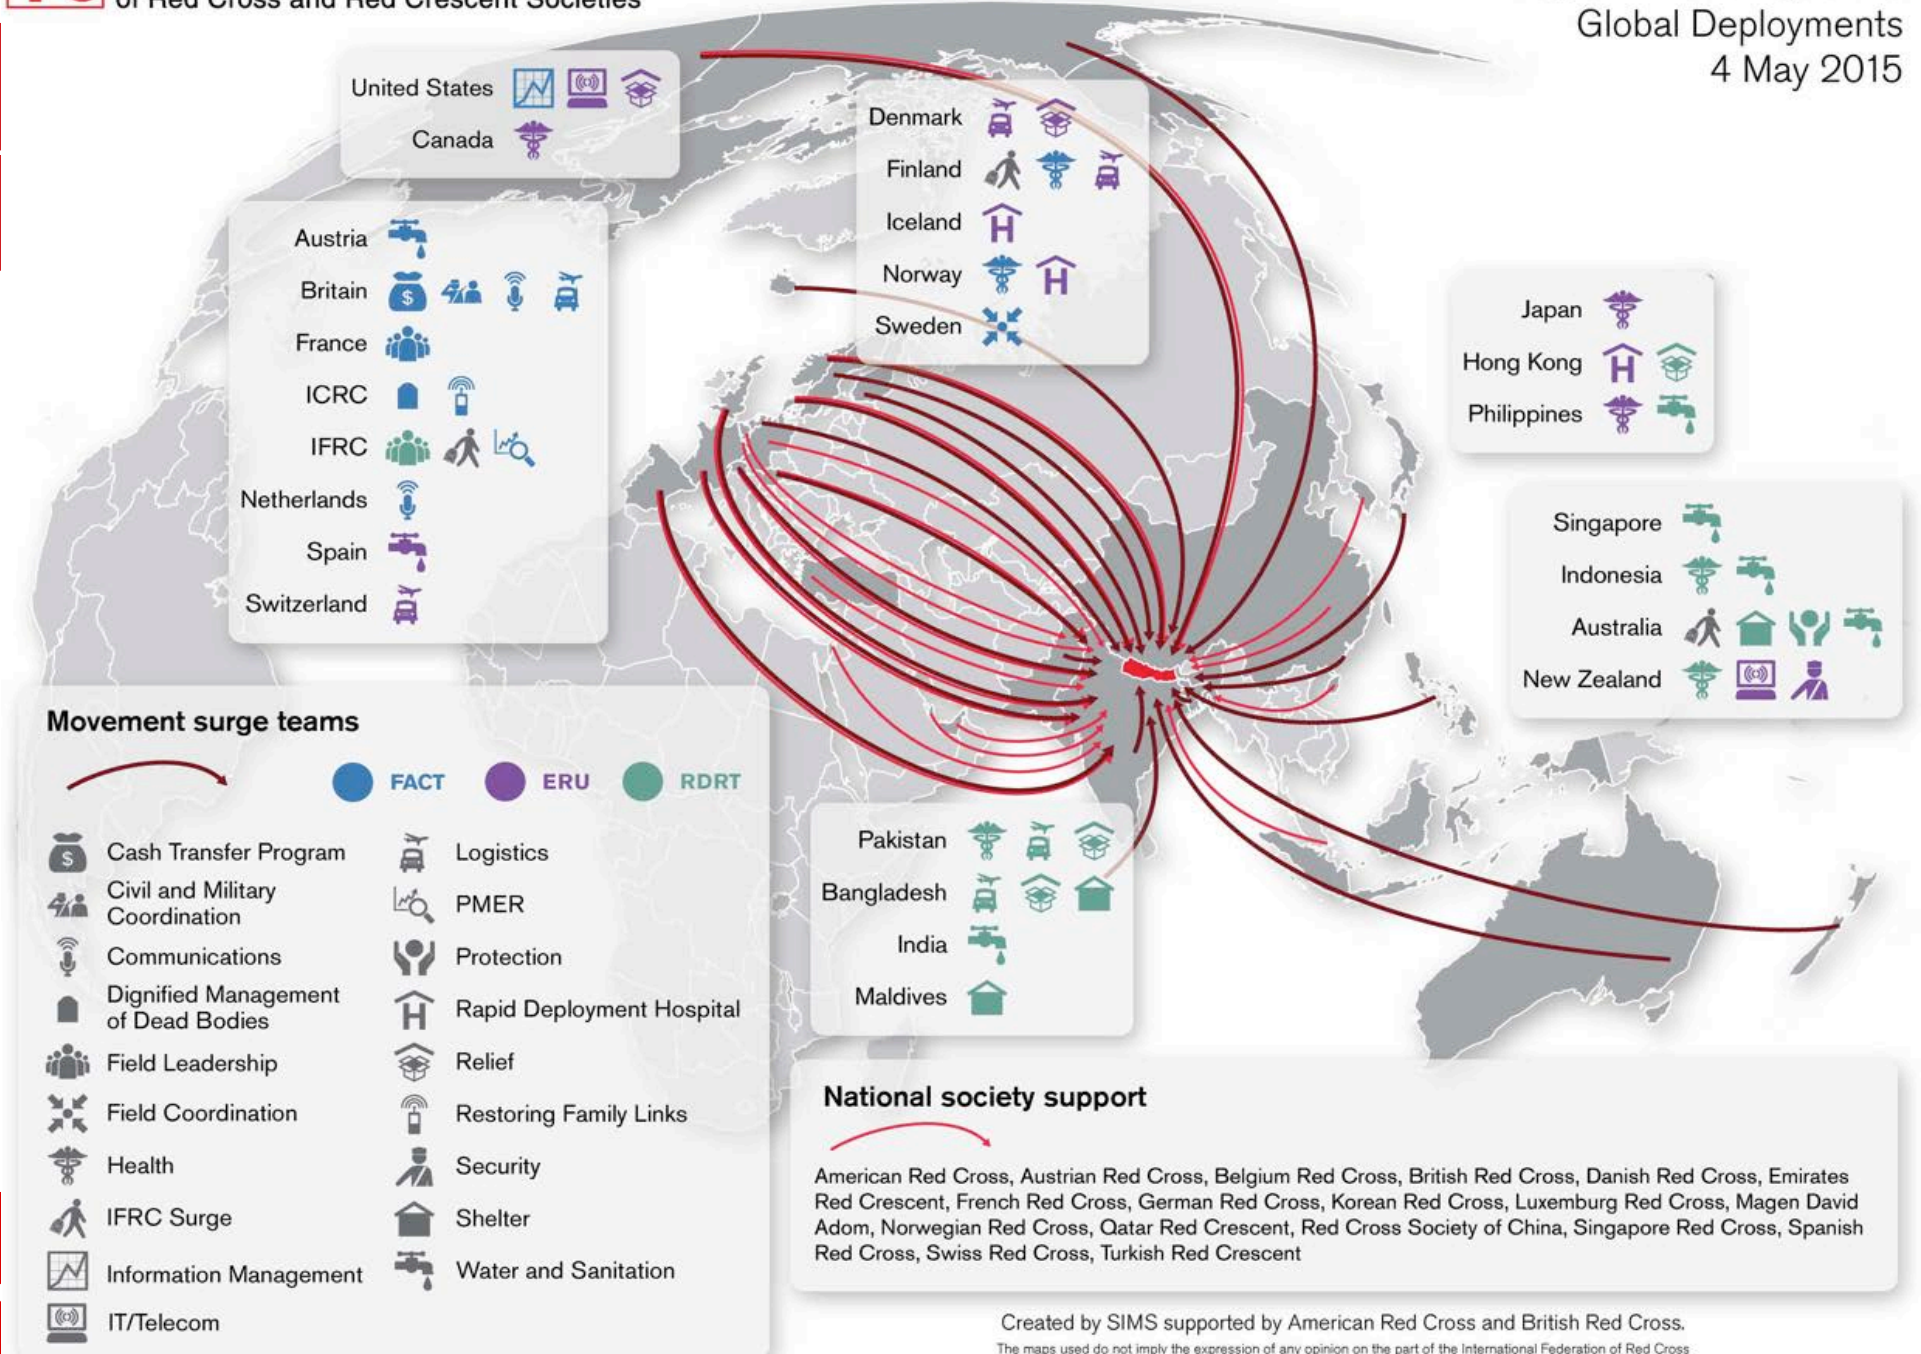 of Red Cross and Red Crescent Societies
Global Deployments
4 May 2015
United States
Canada
Denmark
Finland
Iceland
Norway
Sweden
Austria
Britain
$
France
ICRC
IFRC
Netherlands
Spain
Switzerland
Japan
Hong Kong
Philippines
Singapore
Indonesia
Australia
New Zealand
Pakistan
Bangladesh
India
Maldives
Movement surge teams
FACT
ERU
RDRT
$
Cash Transfer Program
Civil and Military
Coordination
Communications
Dignified Management
of Dead Bodies
Field Leadership
Field Coordination
Health
IFRC Surge
Information Management
IT/Telecom
Logistics
PMER
Protection
H
Rapid Deployment Hospital
Relief
Restoring Family Links
Security
Shelter
Water and Sanitation
National society support
American Red Cross, Austrian Red Cross, Belgium Red Cross, British Red Cross, Danish Red Cross, Emirates
Red Crescent, French Red Cross, German Red Cross, Korean Red Cross, Luxemburg Red Cross, Magen David
Adom, Norwegian Red Cross, Qatar Red Crescent, Red Cross Society of China, Singapore Red Cross, Spanish
Red Cross, Swiss Red Cross, Turkish Red Crescent
Created by SIMS supported by American Red Cross and British Red Cross.
The maps used do not imply the expression of any opinion on the part of the International Federation of Red Cross